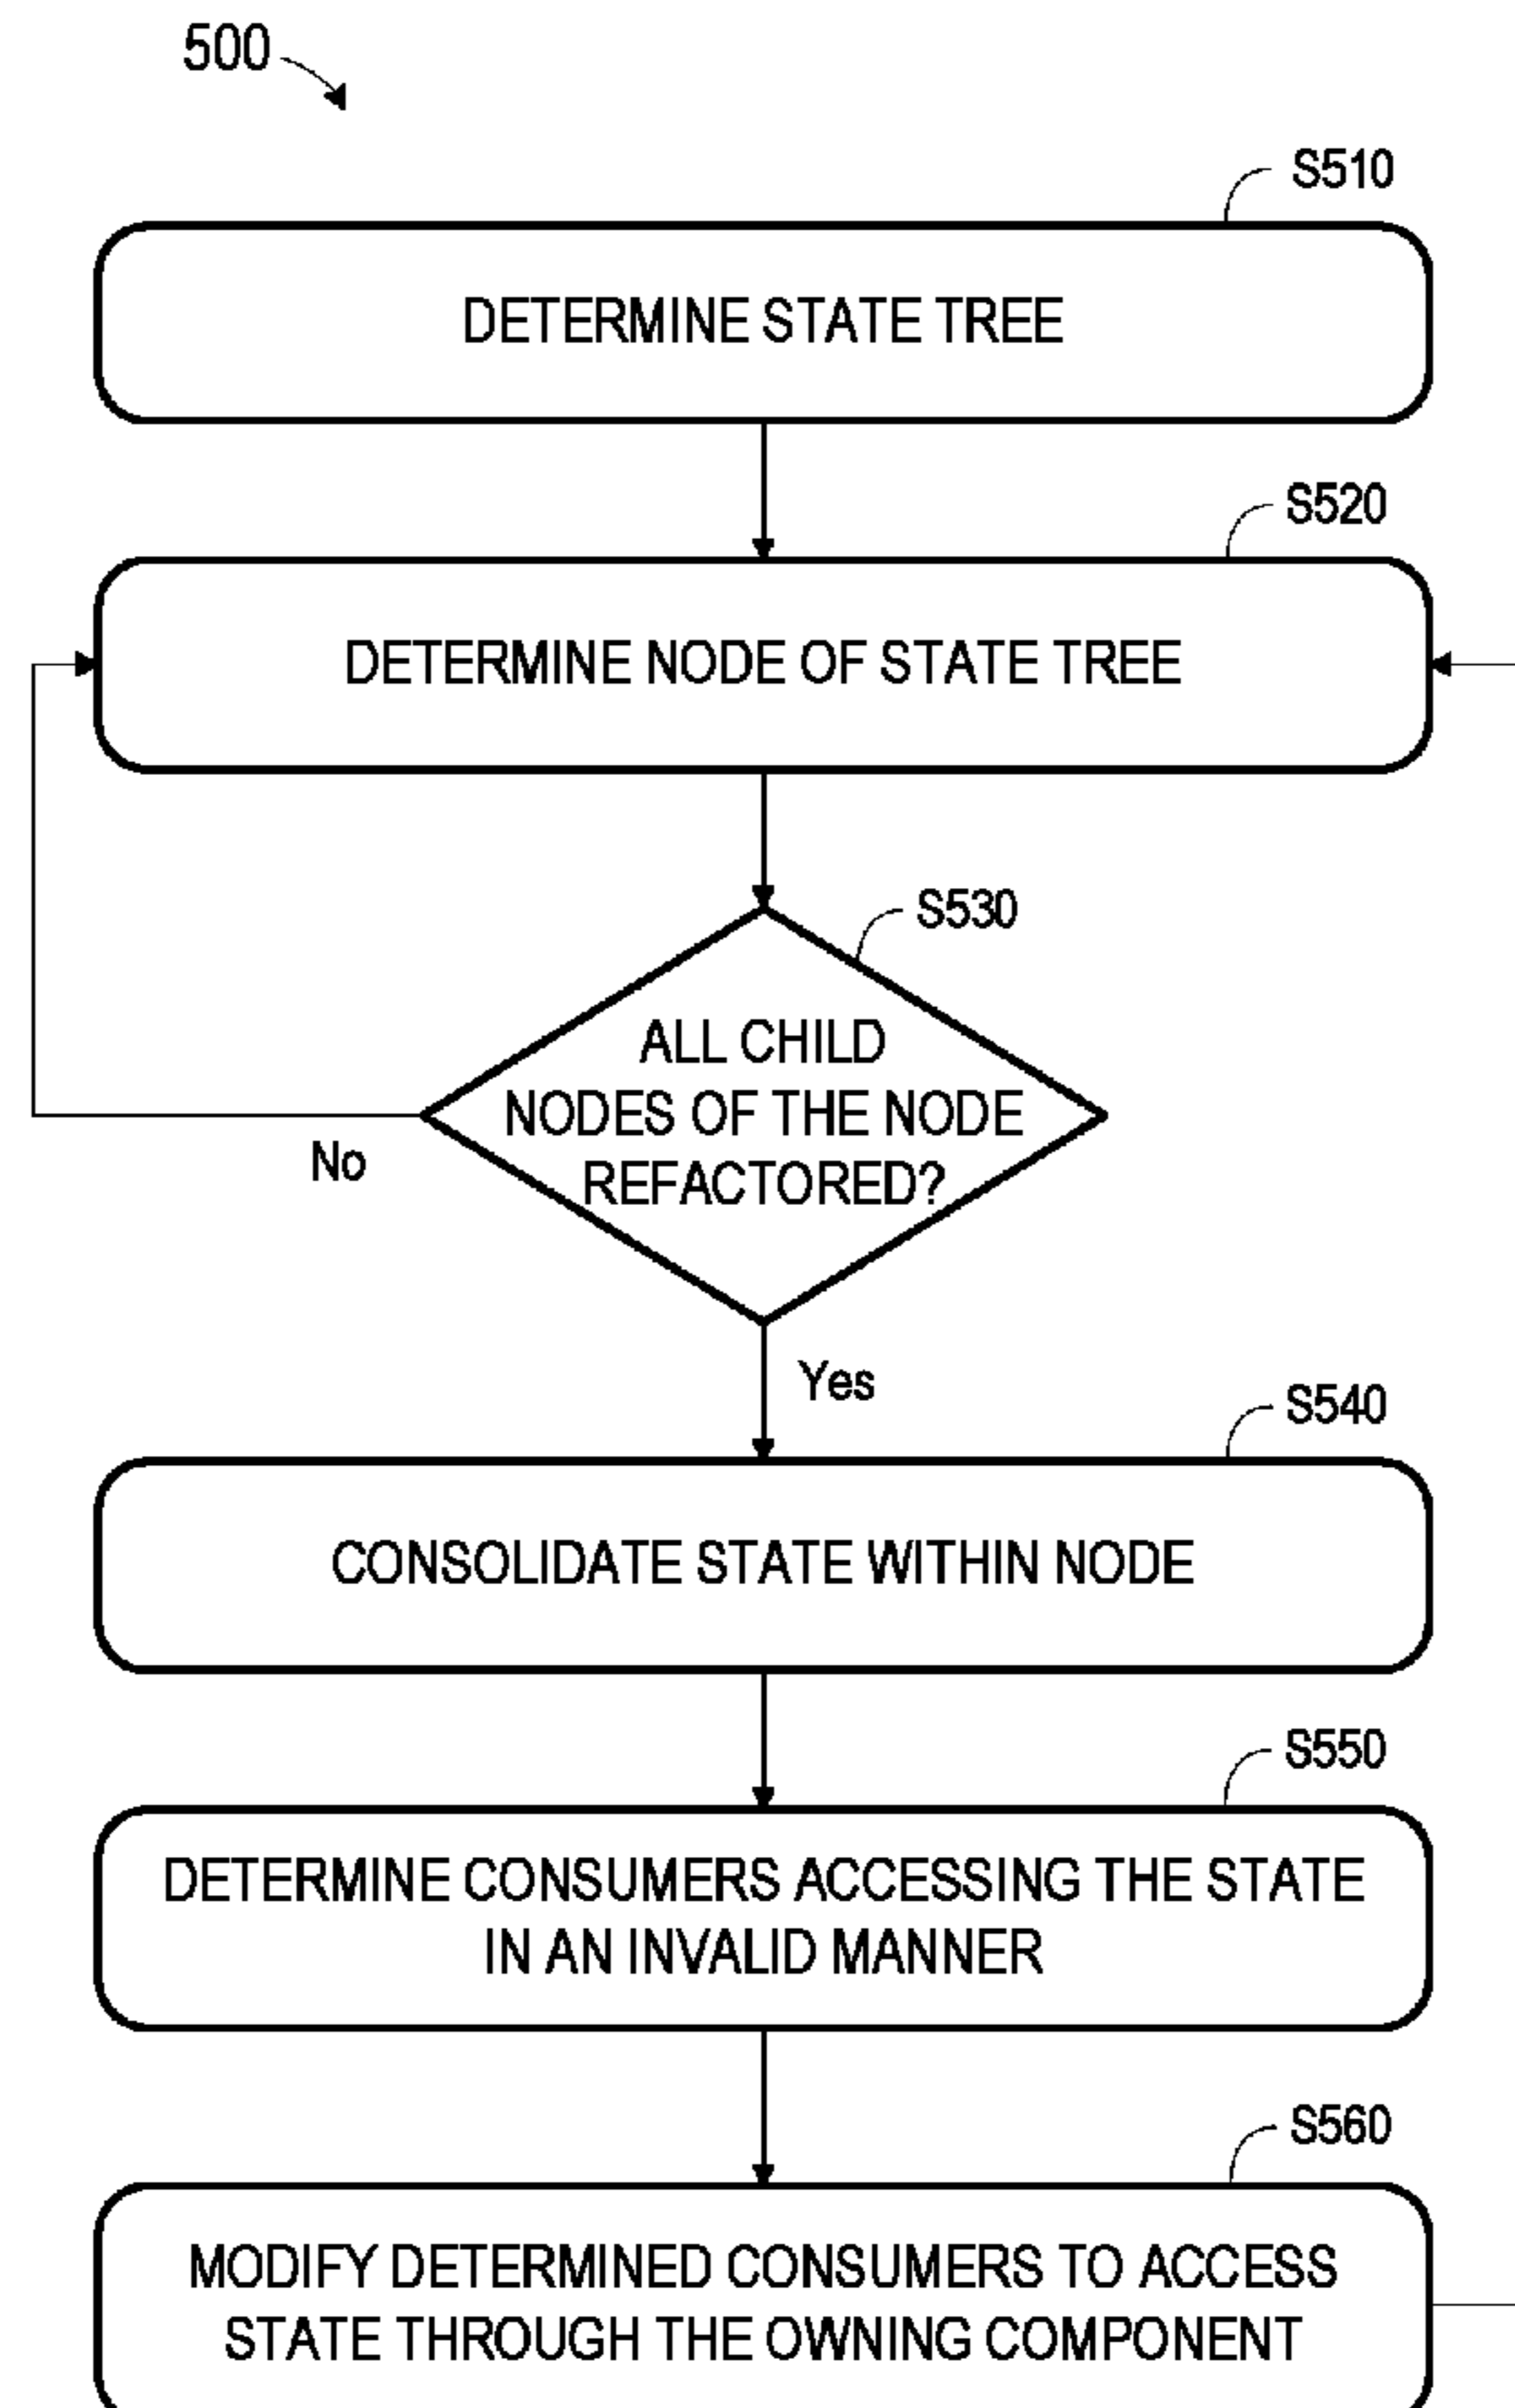 500
S510
DETERMINE STATE TREE
S520
DETERMINE NODE OF STATE TREE
S530
ALL CHILD
NODES OF THE NODE
REFACTORED?
No
Yes
S540
CONSOLIDATE STATE WITHIN NODE
S550
DETERMINE CONSUMERS ACCESSING THE STATE
IN AN INVALID MANNER
S560
MODIFY DETERMINED CONSUMERS TO ACCESS
STATE THROUGH THE OWNING COMPONENT